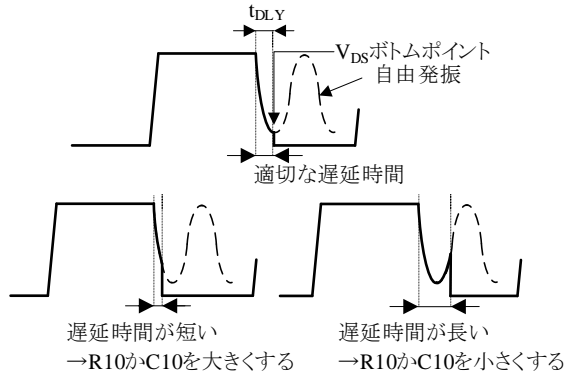 tDLY
VDSボトムポイント
自由発振
適切な遅延時間
遅延時間が短い
→R10かC10を大きくする
遅延時間が長い
→R10かC10を小さくする